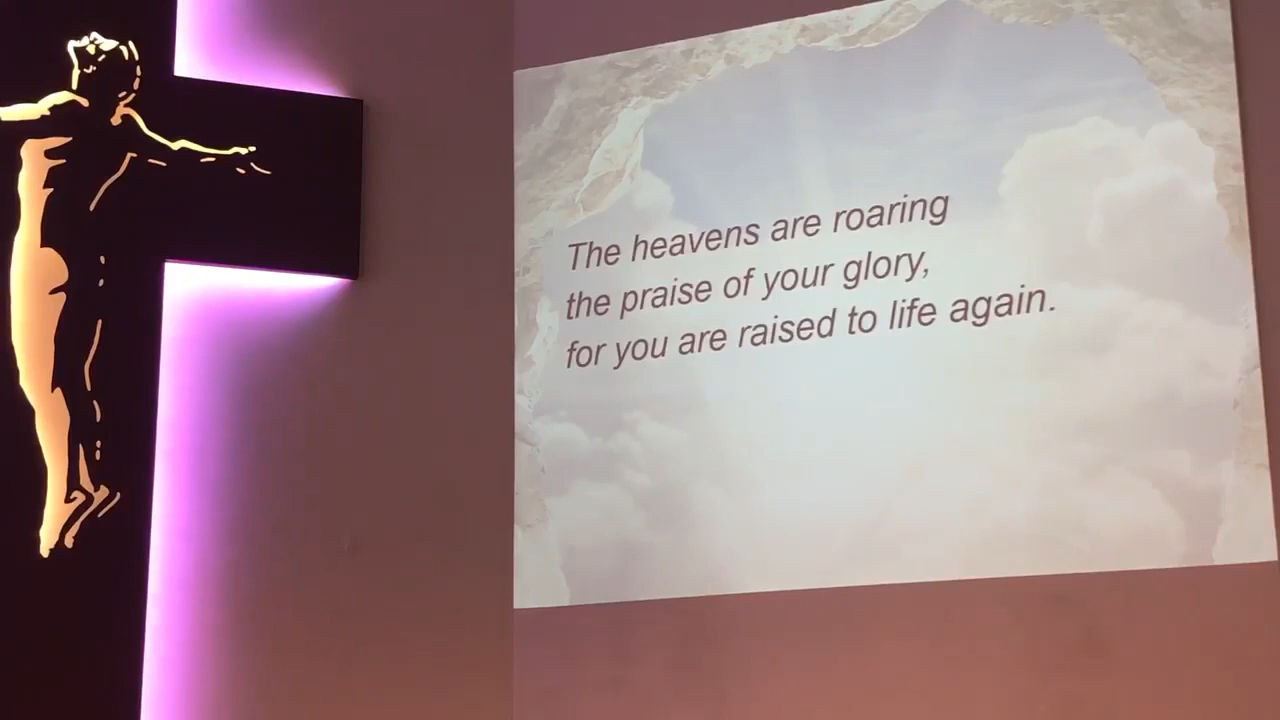 The heavens are roaring
the praise of your glory,
for you are raised to life again.